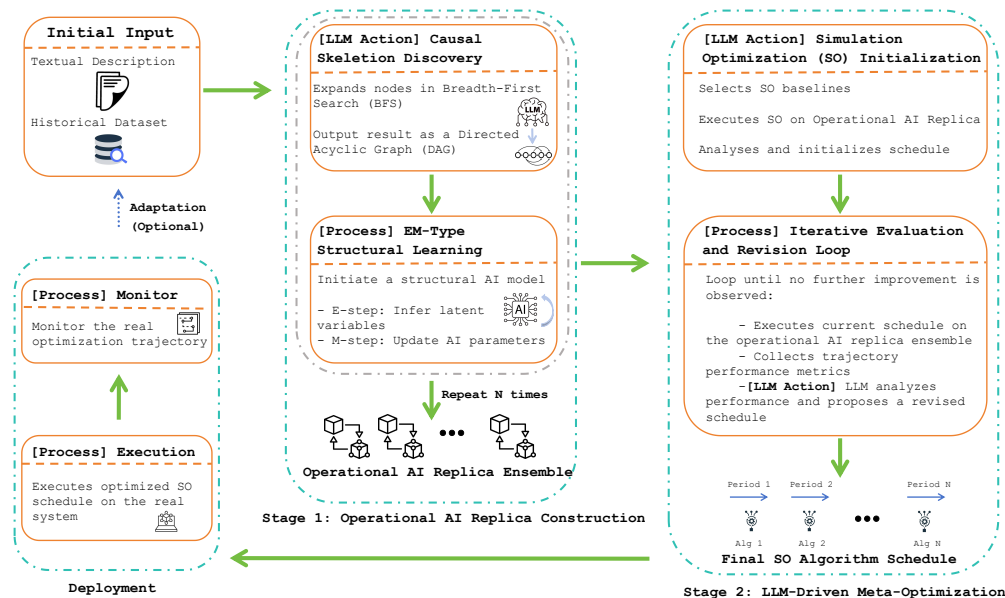 Initial Input
Textual Description
Historical Dataset
Adaptation
(Optional)
[Process] Monitor
Monitor the real
optimization trajectory
[Process] Execution
Executes optimized SO
schedule on the real
system
Deployment
[LLM Action] Causal
Skeleton Discovery
Expands nodes in Breadth-First
Search (BFS)
LLM
Output result as a Directed
Acyclic Graph (DAG)
[Process] EM-Type
Structural Learning
Initiate a structural AI model
- E-step: Infer latent
variables
AI
- M-step: Update AI parameters
Repeat N times
Operational AI Replica Ensemble
Stage 1: Operational AI Replica Construction
[LLM Action] Simulation
Optimization (SO) Initialization
Selects SO baselines
Executes SO on Operational AI Replica
Analyses and initializes schedule
[Process] Iterative Evaluation
and Revision Loop
Loop until no further improvement is
observed:
- Executes current schedule on
the operational AI replica ensemble
- Collects trajectory
performance metrics
-[LLM Action] LLM analyzes
performance and proposes a revised
schedule
Period 1 Period 2 Period N
Alg 1 Alg 2 Alg N
Final SO Algorithm Schedule
Stage 2: LLM-Driven Meta-Optimization